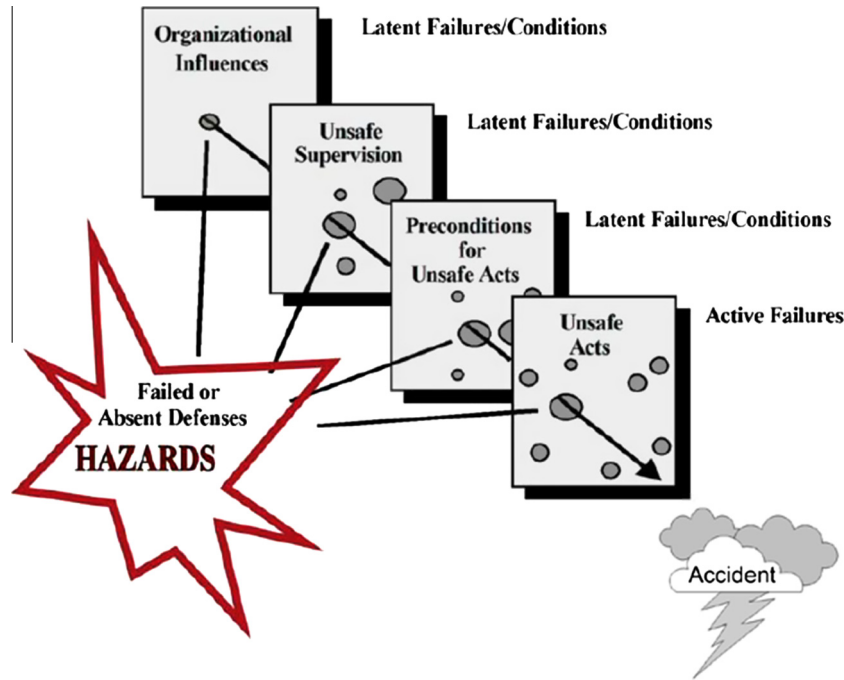 Organizational
Influences
Latent Failures/Conditions
Unsafe
Supervision
Latent Failures/Conditions
Preconditions
for
Unsafe Acts
Latent Failures/Conditions
Unsafe
Acts
Active Failures
Failed or
Absent Defenses
HAZARDS
Accident